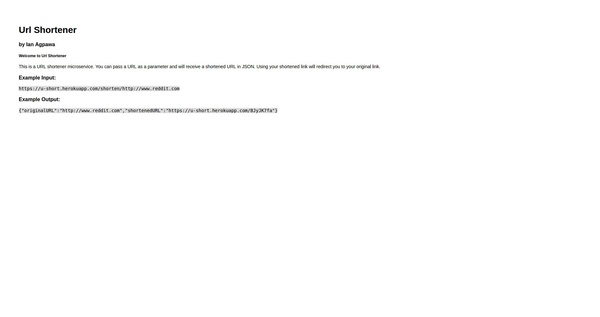 Url Shortener
by Ian Agpawa
Welcome to Url Shortener
This is a URL shortener microservice. You can pass a URL as a parameter and will receive a shortened URL in JSON. Using your shortened link will redirect you to your original link.
Example Input:
https://u-short.herokuapp.com/shorten/http://www.reddit.com
Example Output:
{"originalURL":"http://www.reddit.com","shortenedURL":"https://u-short.herokuapp.com/BJyJKTfa"}